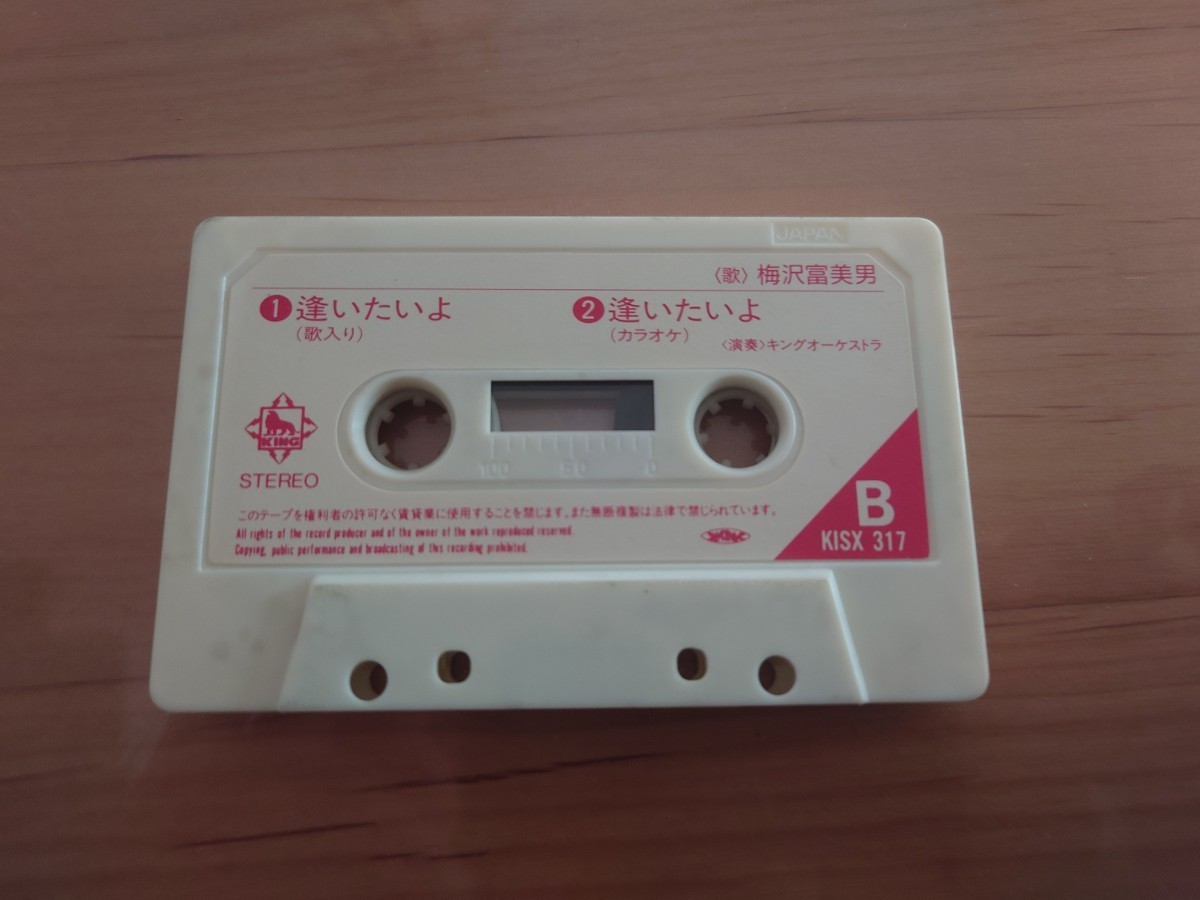 JAPAN
〈歌〉梅沢富美男
❶逢いたいよ ❷逢いたいよ
(歌入り) (カラオケ)
〈演奏〉キングオーケストラ
KING
STEREO
100 50 0
このテープを権利者の許可なく賃貸業に使用することを禁じます。また無断複製は法律で禁じられています。
All rights of the record producer and of the owner of the work reproduced reserved.
Copying, public performance and broadcasting of this recording prohibited.
B
KISX 317